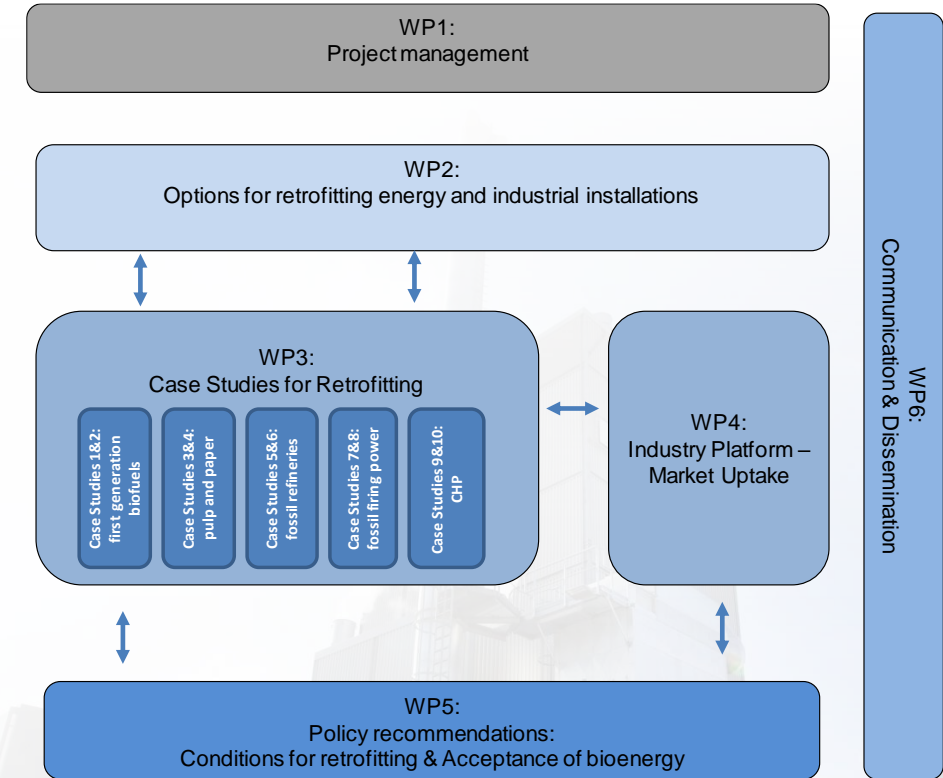 WP1:
Project management
WP2:
Options for retrofitting energy and industrial installations
WP3:
Case Studies for Retrofitting
Case Studies 1&2:
first generation
biofuels
Case Studies 3&4:
pulp and paper
Case Studies 5&6:
fossil refineries
Case Studies 7&8:
fossil firing power
Case Studies 9&10:
CHP
WP4:
Industry Platform –
Market Uptake
WP5:
Policy recommendations:
Conditions for retrofitting & Acceptance of bioenergy
WP6:
Communication & Dissemination